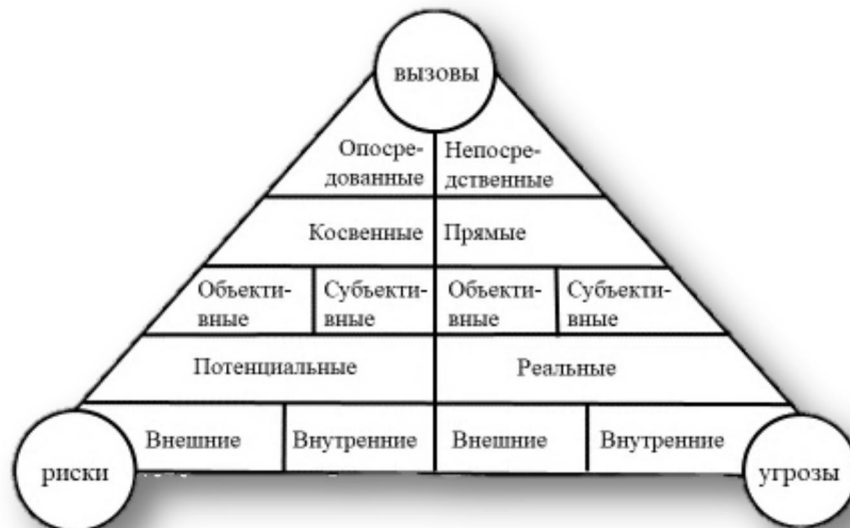 вызовы
Опосре- Непосре-
дованные дственные
Косвенные Прямые
Объекти- Субъекти- Объекти- Субъекти-
вные вные вные вные
Потенциальные Реальные
Внешние Внутренние Внешние Внутренние
риски угрозы